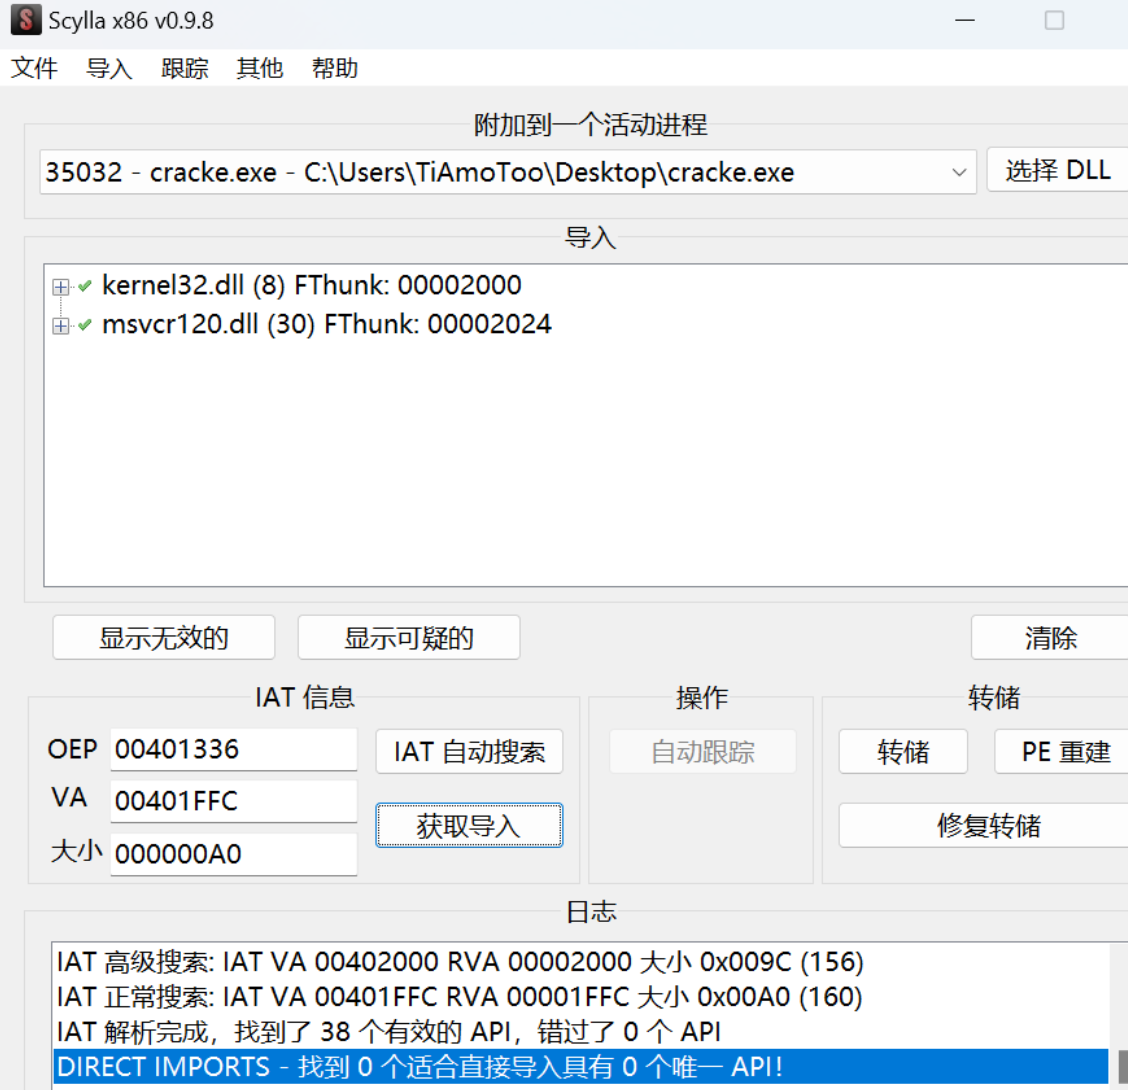 Scylla x86 v0.9.8
文件 导入 跟踪 其他 帮助
附加到一个活动进程
35032 - cracke.exe - C:\Users\TiAmoToo\Desktop\cracke.exe 选择 DLL
导入
kernel32.dll (8) FThunk: 00002000
msvcr120.dll (30) FThunk: 00002024
显示无效的 显示可疑的 清除
IAT 信息 操作 转储
OEP 00401336 IAT 自动搜索 自动跟踪 转储 PE 重建
VA 00401FFC
获取导入 修复转储
大小 000000A0
日志
IAT 高级搜索: IAT VA 00402000 RVA 00002000 大小 0x009C (156)
IAT 正常搜索: IAT VA 00401FFC RVA 00001FFC 大小 0x00A0 (160)
IAT 解析完成，找到了 38 个有效的 API，错过了 0 个 API
DIRECT IMPORTS - 找到 0 个适合直接导入具有 0 个唯一 API!